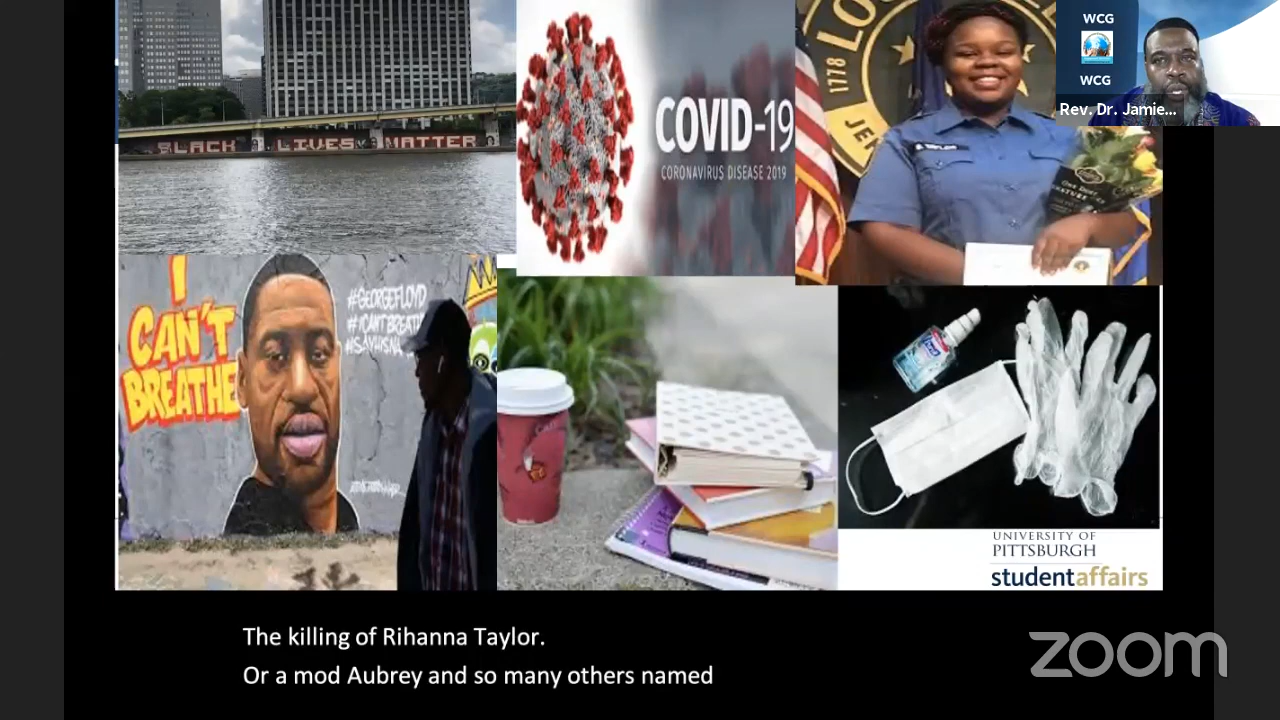 BLACK LIVES MATTER
COVID-19
CORONAVIRUS DISEASE 2019
1778
WCG
WCG
Rev. Dr. Jamie...
I
CAN'T
BREATHE
#GEORGEFLOYD
UNIVERSITY OF
PITTSBURGH
studentaffairs
The killing of Rihanna Taylor.
Or a mod Aubrey and so many others named
zoom